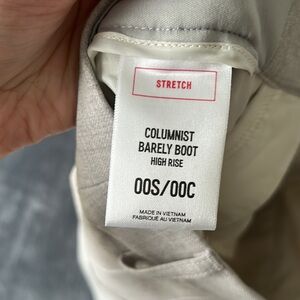 STRETCH
COLUMNIST
BARELY BOOT
HIGH RISE
00S/00C
MADE IN VIETNAM
FABRIQUÉ AU VIETNAM